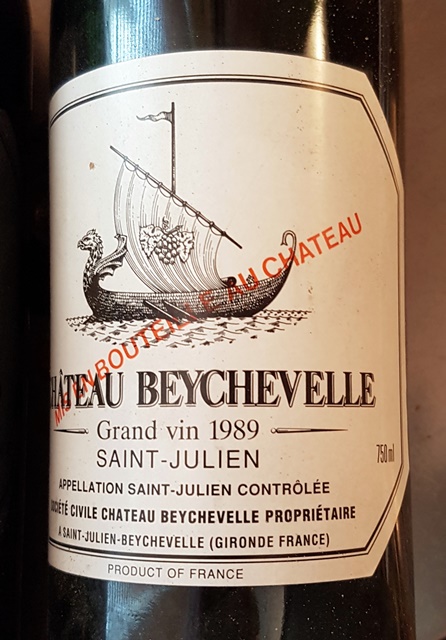 MIS EN BOUTEILLE AU CHATEAU
CHÂTEAU BEYCHEVELLE
Grand vin 1989
SAINT-JULIEN
750 ml
APPELLATION SAINT-JULIEN CONTRÔLÉE
SOCIÉTÉ CIVILE CHATEAU BEYCHEVELLE PROPRIÉTAIRE
A SAINT-JULIEN-BEYCHEVELLE (GIRONDE FRANCE)
PRODUCT OF FRANCE